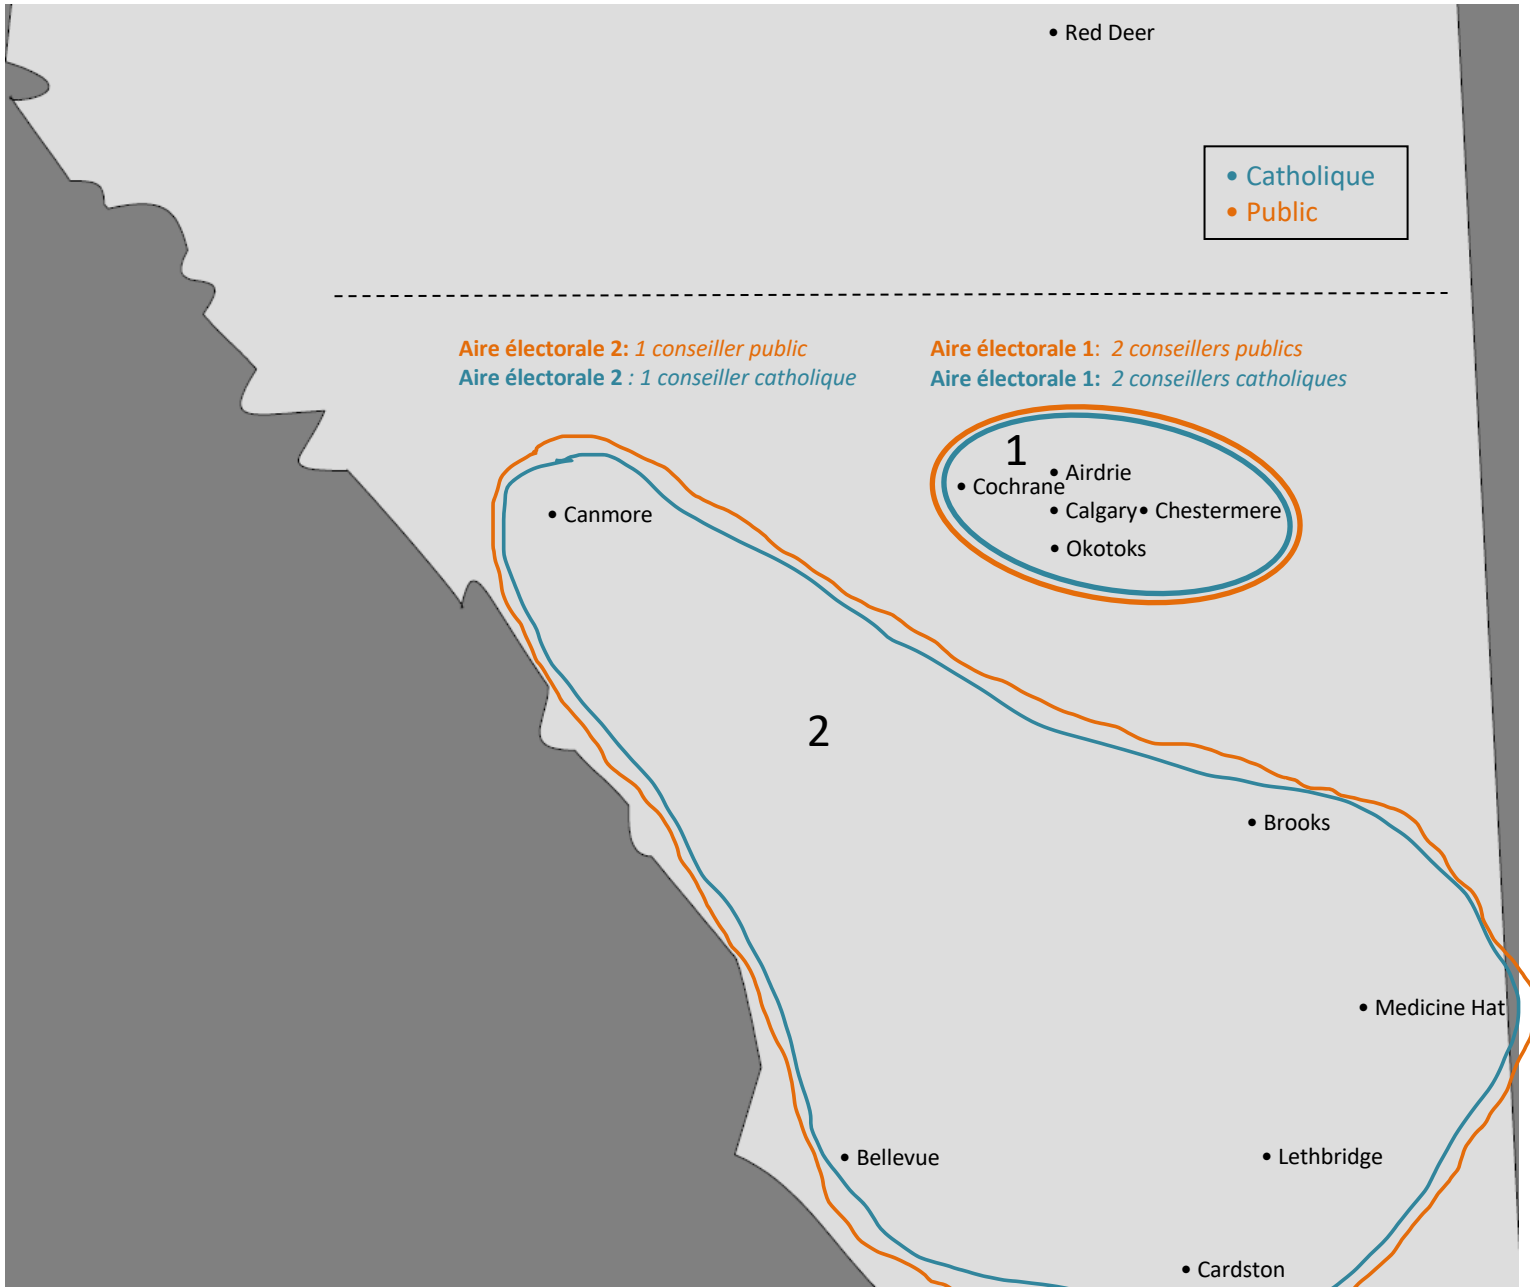 • Red Deer
• Catholique
• Public
Aire électorale 2: 1 conseiller public
Aire électorale 2 : 1 conseiller catholique
Aire électorale 1: 2 conseillers publics
Aire électorale 1: 2 conseillers catholiques
1
• Airdrie
• Cochrane
• Canmore
• Calgary
• Chestermere
• Okotoks
2
• Brooks
• Medicine Hat
• Bellevue
• Lethbridge
• Cardston